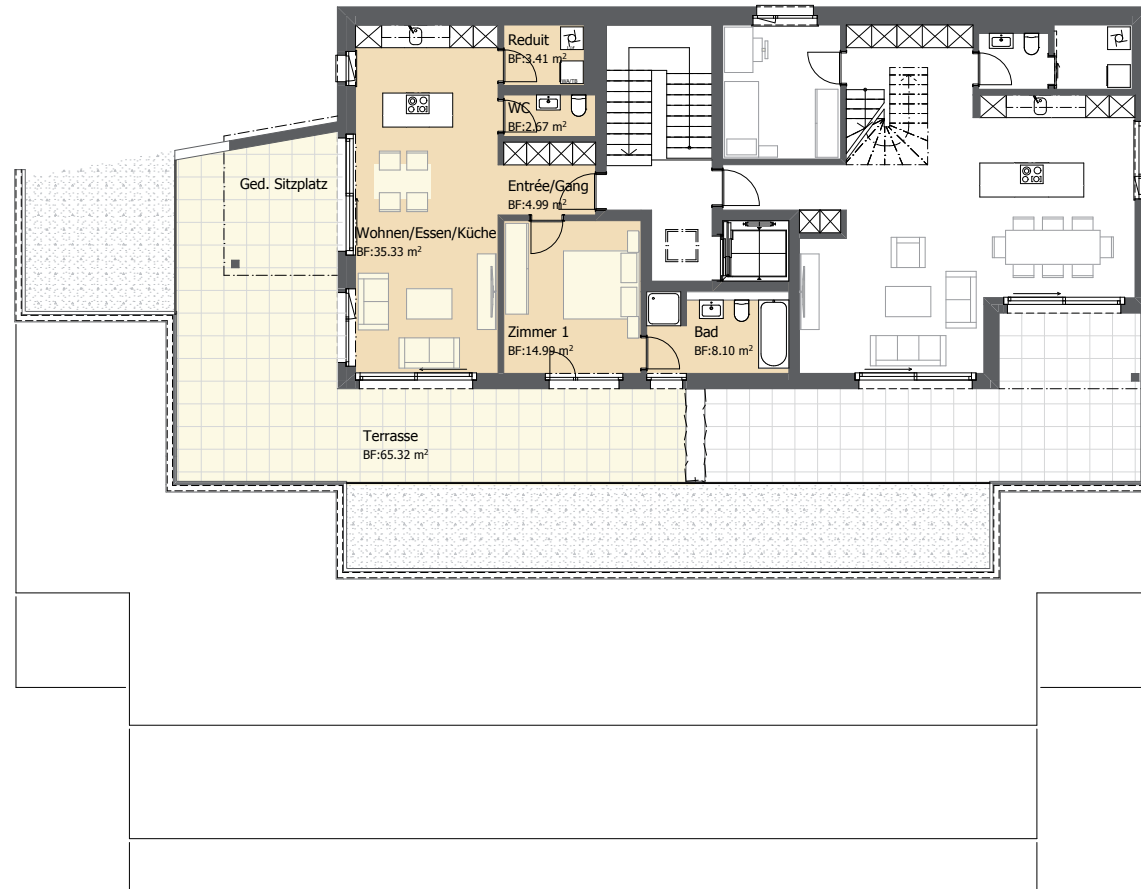 Reduit
BF:3.41 m²
WA/TR
WC
BF:2.67 m²
Ged. Sitzplatz
Entrée/Gang
BF:4.99 m²
Wohnen/Essen/Küche
BF:35.33 m²
Zimmer 1
BF:14.99 m²
Bad
BF:8.10 m²
Terrasse
BF:65.32 m²